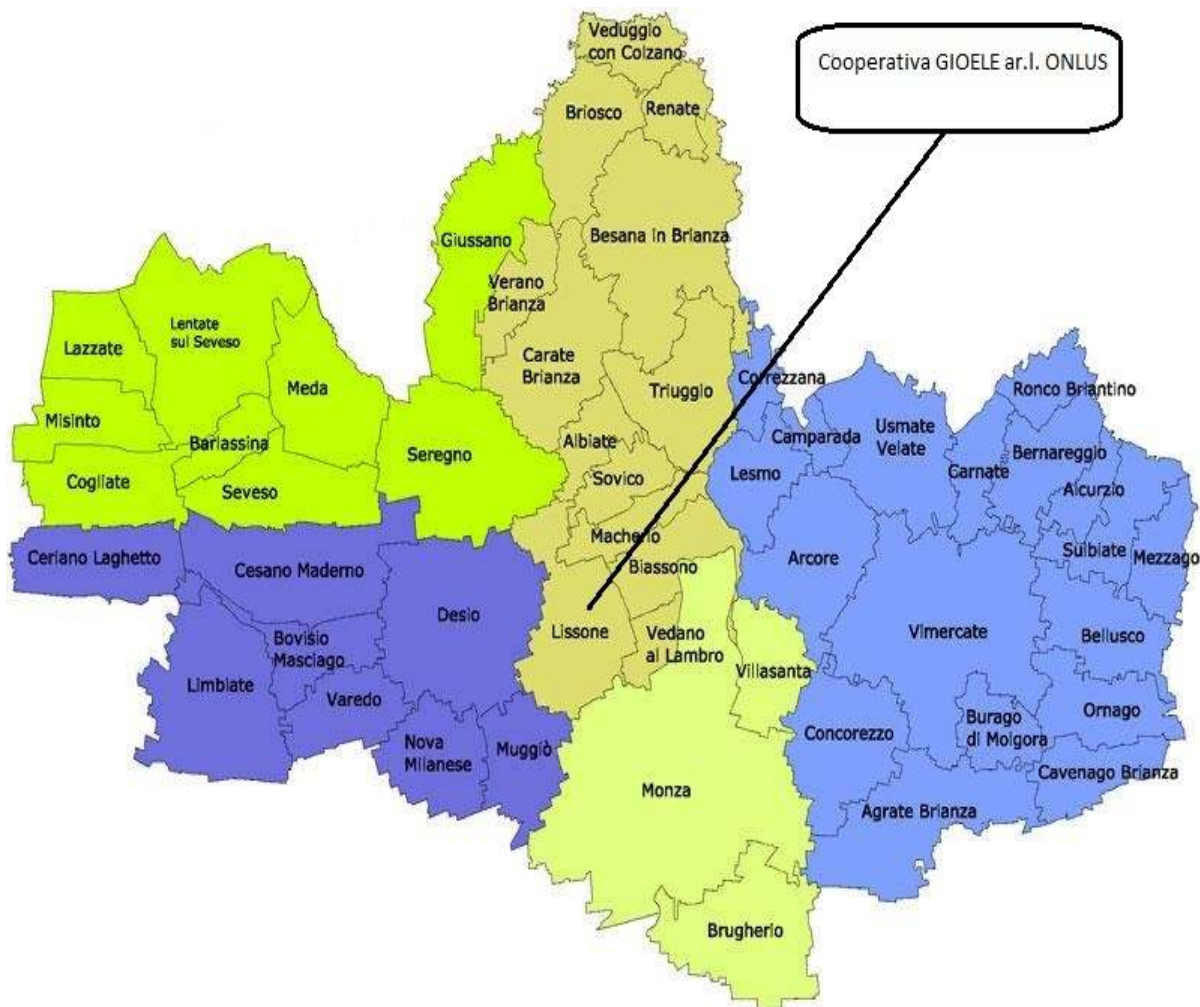 Veduggio
con Colzano
Cooperativa GIOELE ar.l. ONLUS
Briosco
Renate
Giussano
Besana in Brianza
Verano
Brianza
Lentate
sul Seveso
Lazzate
Carate
Brianza
Meda
Triuggio
Correzzana
Ronco Briantino
Misinto
Barlassina
Albiate
Camparada
Usmate
Velate
Bernareggio
Seregno
Cogliate
Seveso
Sovico
Lesmo
Carnate
Aicurzio
Macherio
Ceriano Laghetto
Cesano Maderno
Biassono
Arcore
Sulbiate
Mezzago
Desio
Lissone
Vedano
al Lambro
Vimercate
Bellusco
Bovisio
Masciago
Limbiate
Varedo
Villasanta
Ornago
Concorezzo
Burago
di Molgora
Nova
Milanese
Muggiò
Cavenago Brianza
Monza
Agrate Brianza
Brugherio